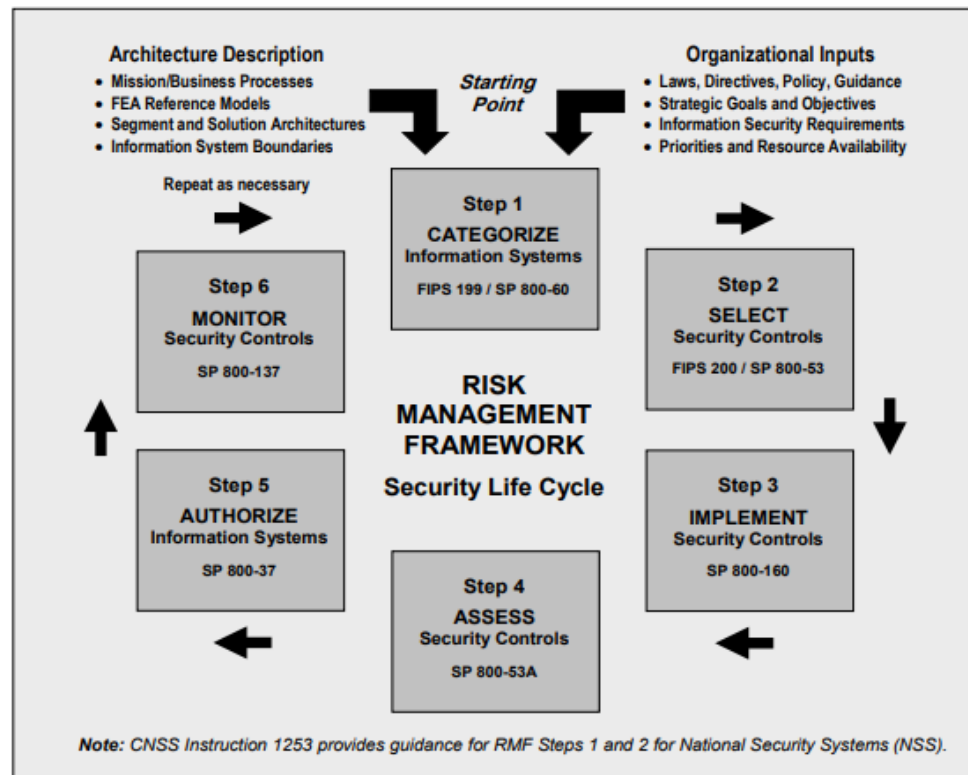 Architecture Description
• Mission/Business Processes
• FEA Reference Models
• Segment and Solution Architectures
• Information System Boundaries
Starting
Point
Organizational Inputs
• Laws, Directives, Policy, Guidance
• Strategic Goals and Objectives
• Information Security Requirements
• Priorities and Resource Availability
Repeat as necessary
Step 1
CATEGORIZE
Information Systems
FIPS 199 / SP 800-60
Step 2
SELECT
Security Controls
FIPS 200 / SP 800-53
Step 3
IMPLEMENT
Security Controls
SP 800-160
Step 4
ASSESS
Security Controls
SP 800-53A
Step 5
AUTHORIZE
Information Systems
SP 800-37
Step 6
MONITOR
Security Controls
SP 800-137
RISK
MANAGEMENT
FRAMEWORK
Security Life Cycle
Note: CNSS Instruction 1253 provides guidance for RMF Steps 1 and 2 for National Security Systems (NSS).